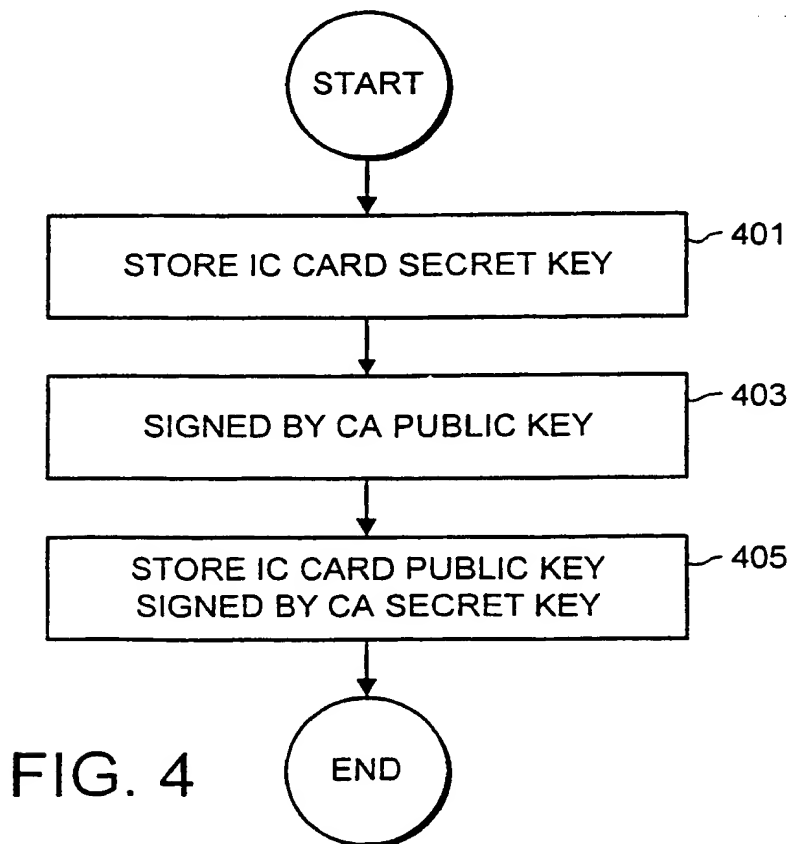 START
STORE IC CARD SECRET KEY
401
SIGNED BY CA PUBLIC KEY
403
STORE IC CARD PUBLIC KEY
SIGNED BY CA SECRET KEY
405
END
FIG. 4